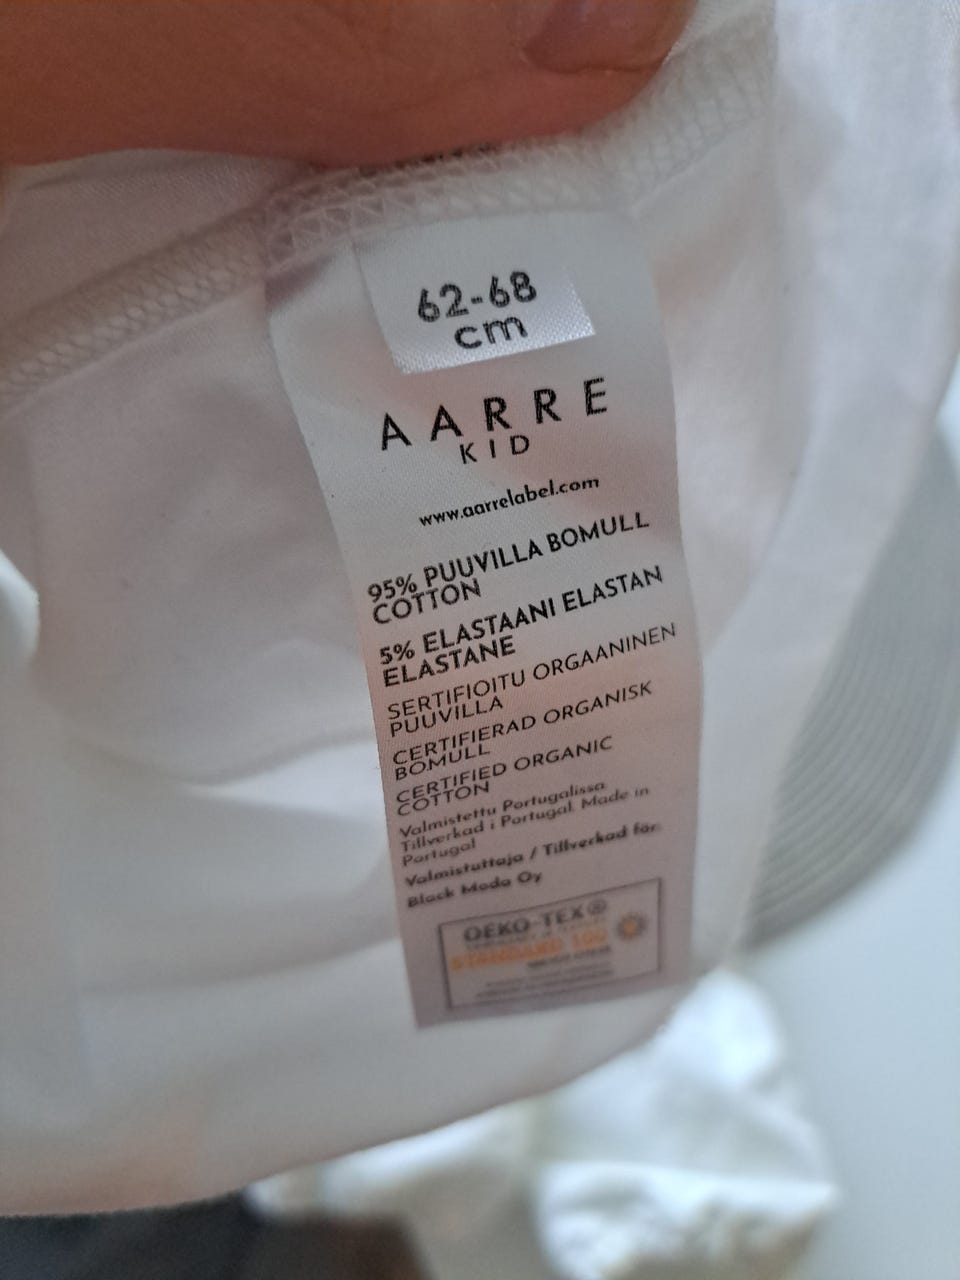 62-68
cm
AARRE
KID
www.aarrelabel.com
95% PUUVILLA BOMULL
COTTON
5% ELASTAANI ELASTAN
ELASTANE
SERTIFIOITU ORGAANINEN
PUUVILLA
CERTIFIERAD ORGANISK
BOMULL
CERTIFIED ORGANIC
COTTON
Valmistettu Portugalissa
Tillverkad i Portugal Made in
Portugal
Valmistuttaja / Tillverkad för:
Black Moda Oy
OEKO-TEX®
STANDARD 100